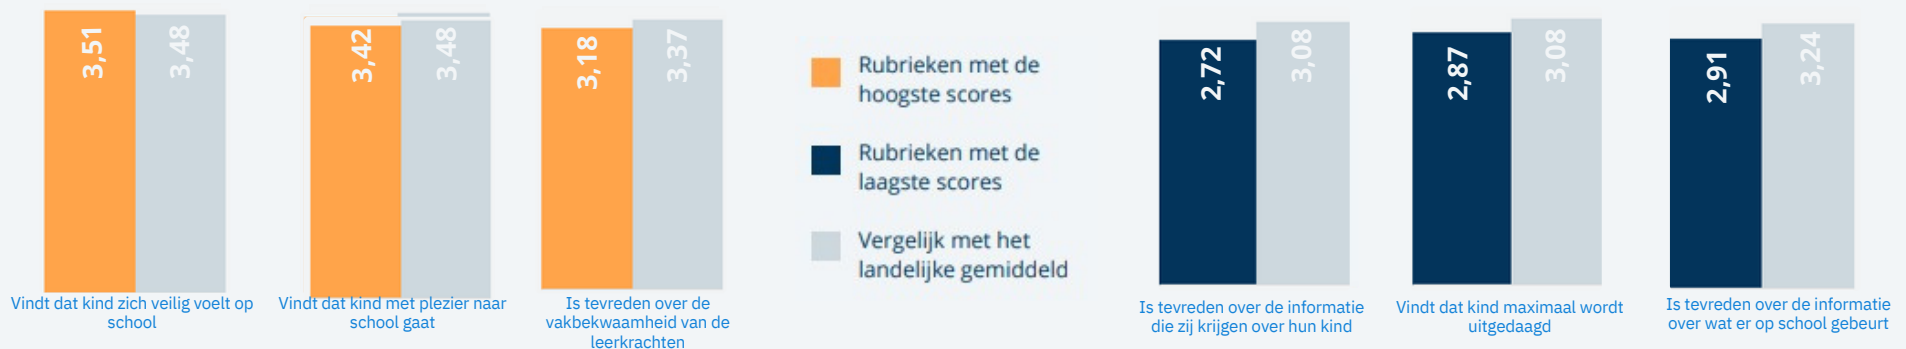 3,51
3,48
Vindt dat kind zich veilig voelt op
school
3,42
3,48
Vindt dat kind met plezier naar
school gaat
3,18
3,37
Is tevreden over de
vakbekwaamheid van de
leerkrachten
Rubrieken met de
hoogste scores
Rubrieken met de
laagste scores
Vergelijk met het
landelijke gemiddeld
2,72
3,08
Is tevreden over de informatie
die zij krijgen over hun kind
2,87
3,08
Vindt dat kind maximaal wordt
uitgedaagd
2,91
3,24
Is tevreden over de informatie
over wat er op school gebeurt